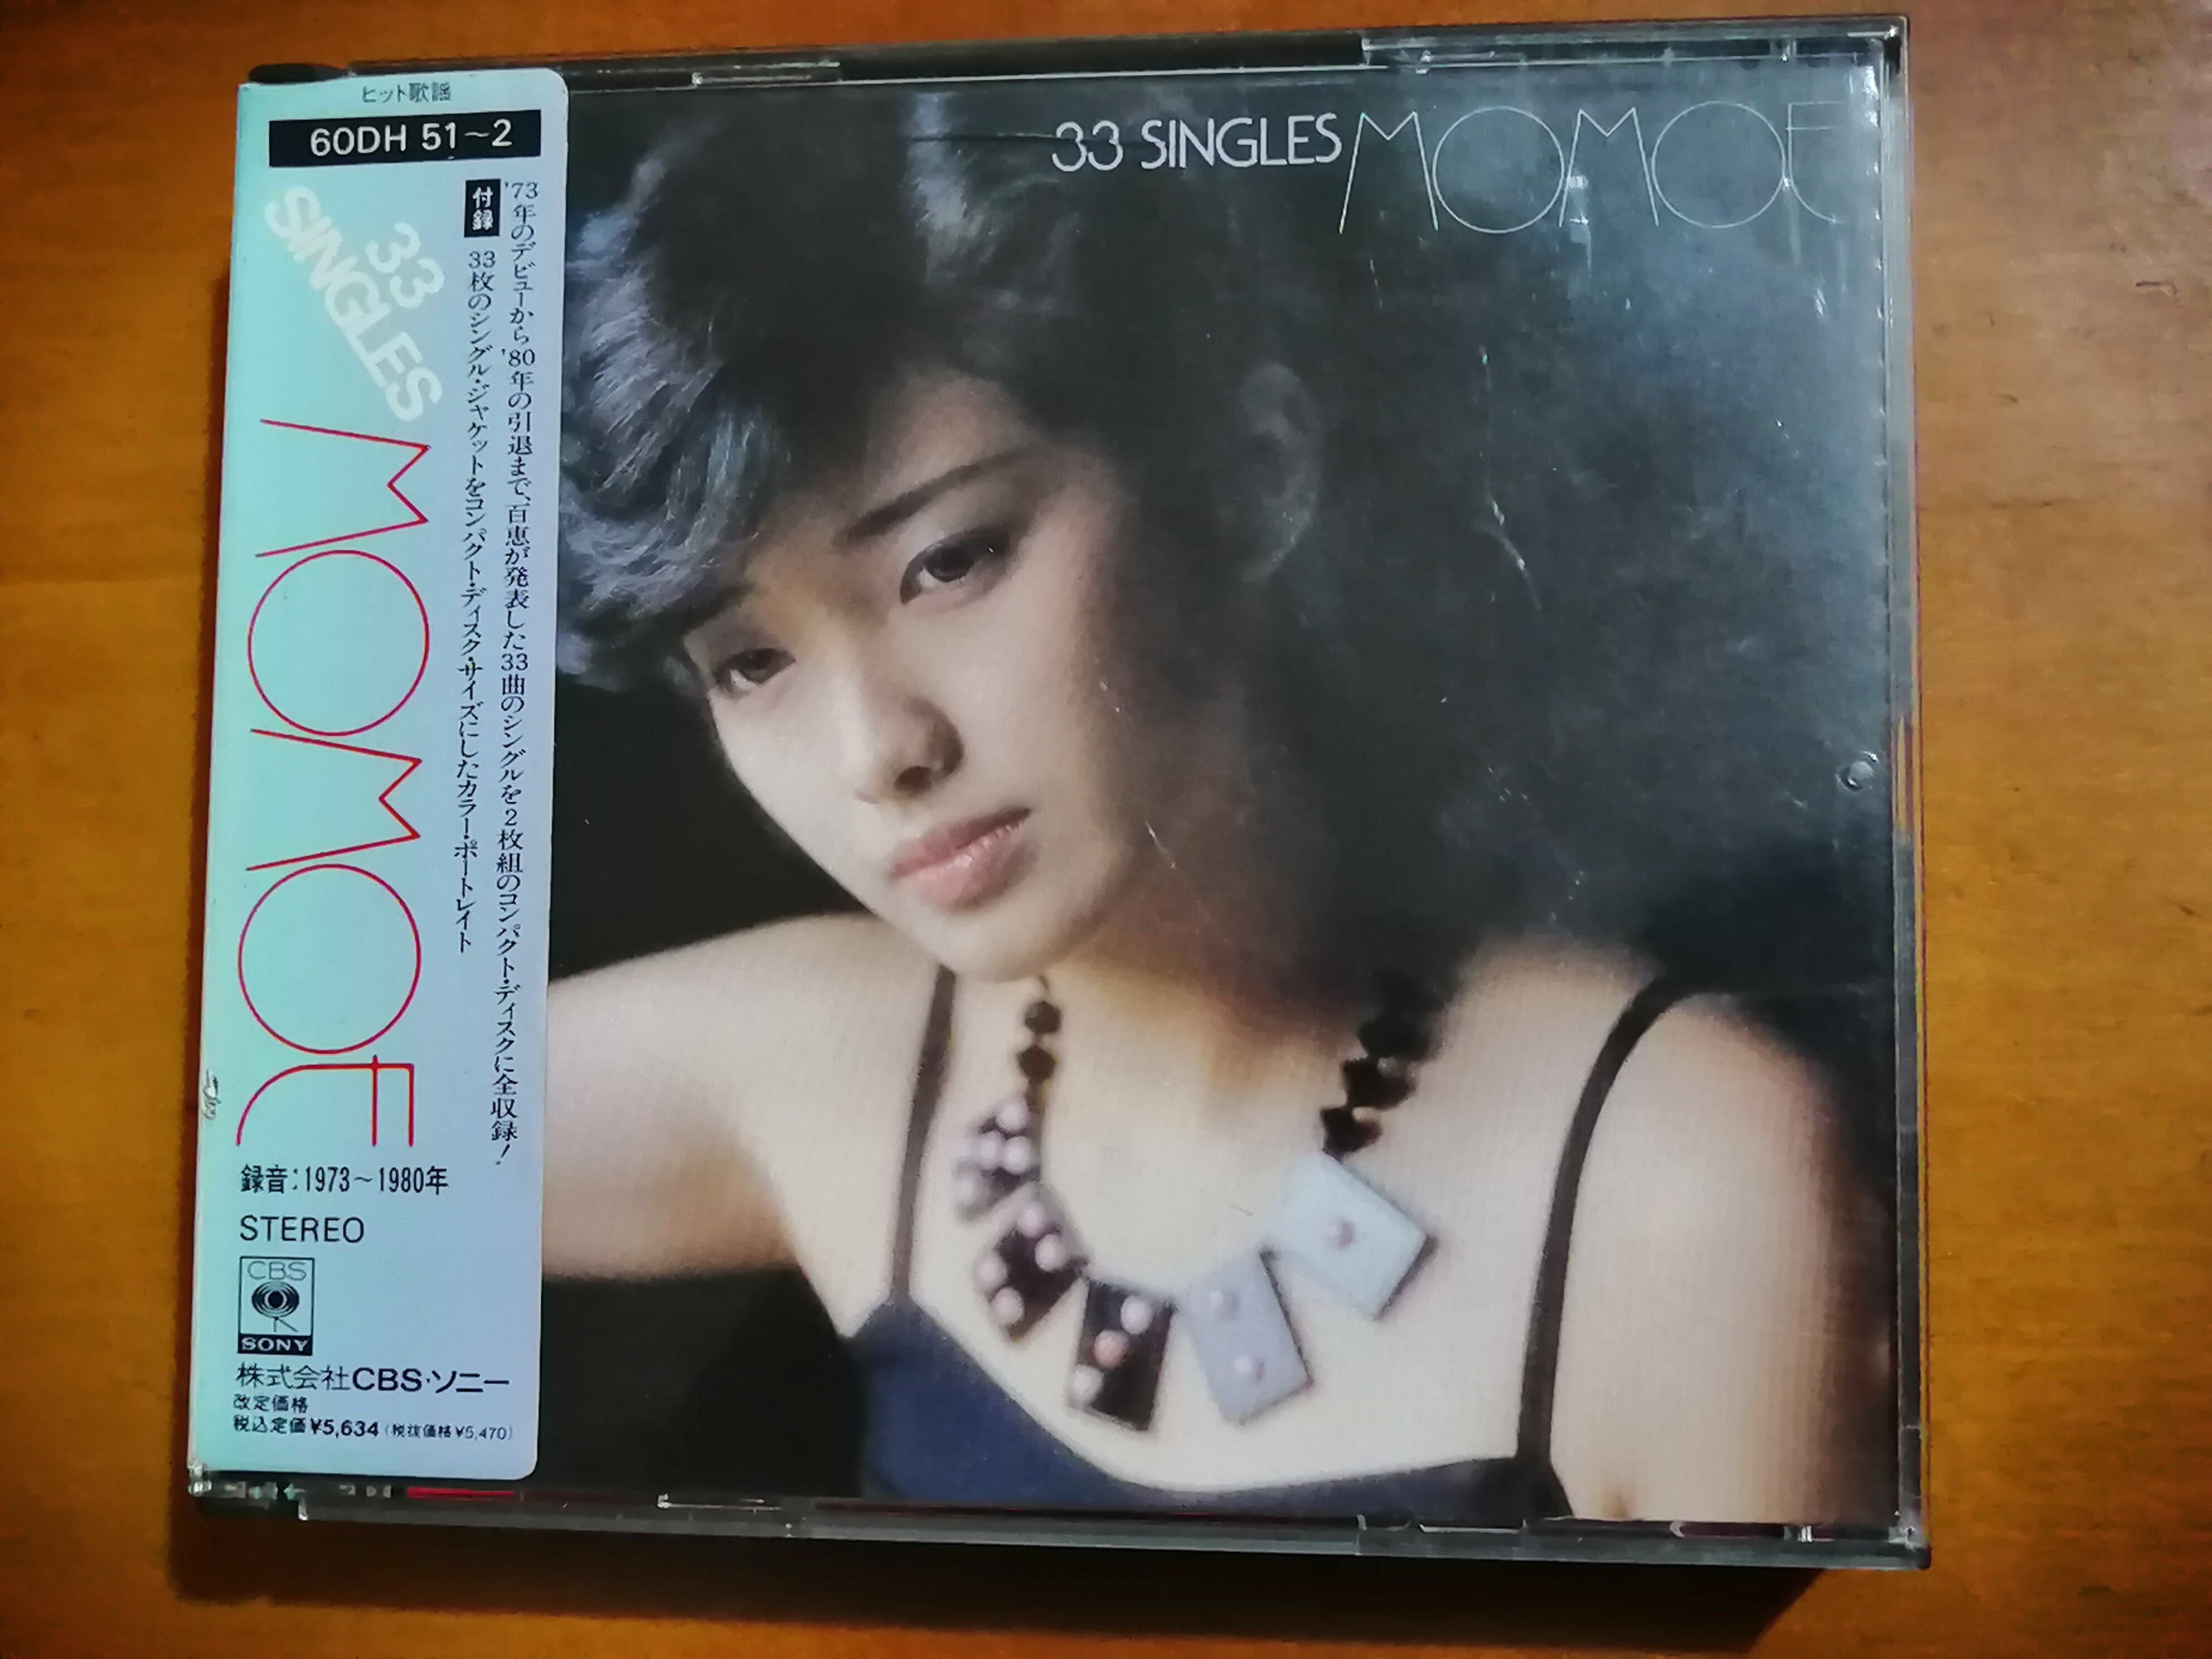 ヒット歌謡
60DH 51~2
33
SINGLES
MOMOE
'73年のデビューから'80年の引退まで、百恵が発表した33曲のシングルを2枚組のコンパクト・ディスクに全収録!
付録
33枚のシングル・ジャケットをコンパクト・ディスク・サイズにしたカラー・ポートレイト
録音:1973~1980年
STEREO
CBS
SONY
株式会社CBS・ソニー
改定価格
税込定価¥5,634(税抜価格¥5,470)
33 SINGLES MOMOE